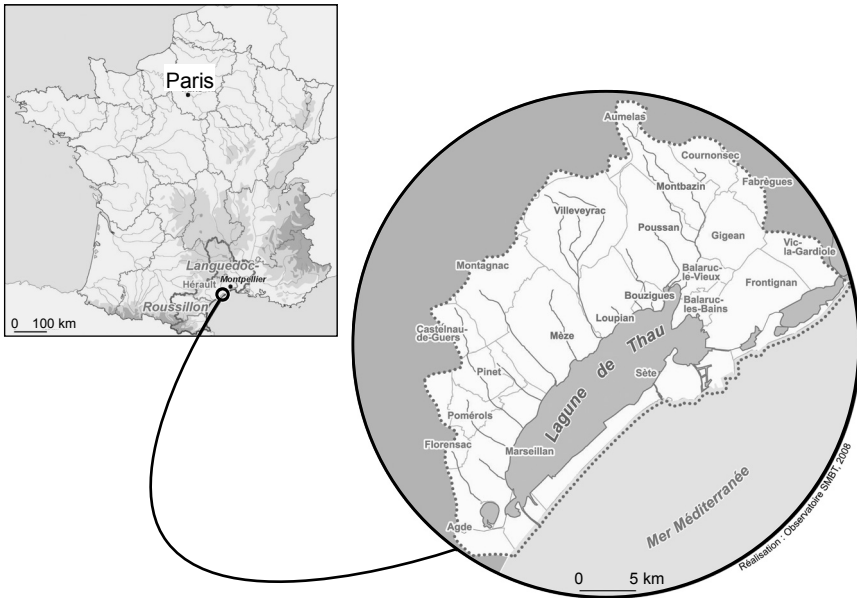 Paris
Languedoc-
Montpellier
Hérault
Roussillon
0 100 km
Aumelas
Cournonsec
Fabrègues
Montbazin
Villeveyrac
Poussan
Gigean
Vic-
la-Gardiole
Montagnac
Balaruc-
le-Vieux
Frontignan
Bouzigues
Balaruc-
les-Bains
Loupian
Castelnau-
de-Guers
Mèze
Lagune de Thau
Sète
Pinet
Pomérols
Florensac
Marseillan
Agde
Mer Méditerranée
Réalisation : Observatoire SMBT, 2008
0 5 km